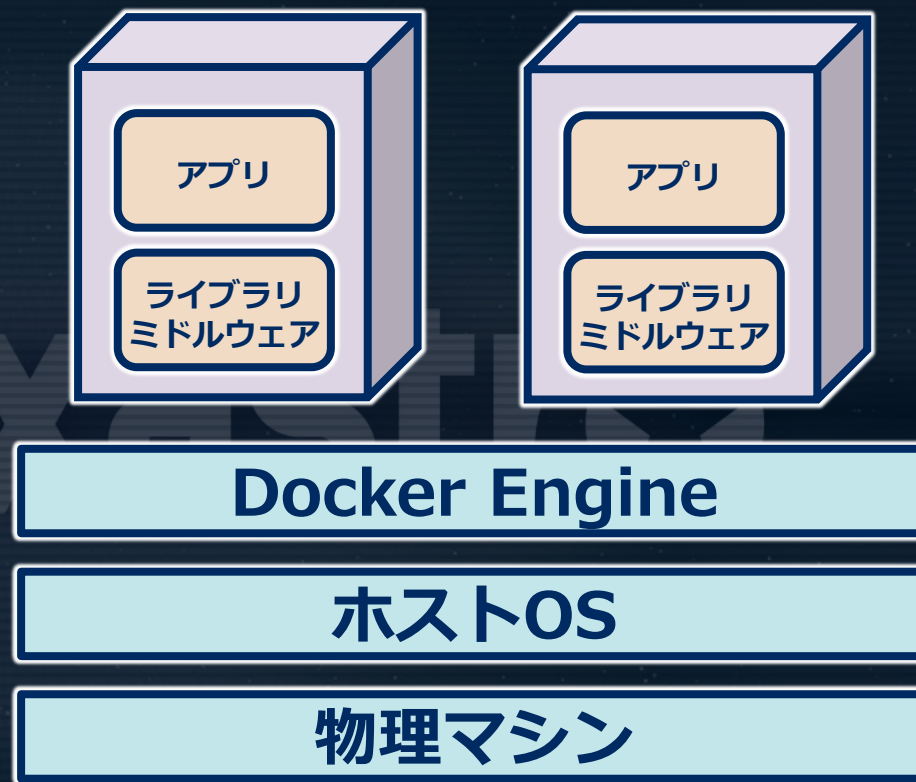 アプリ
ライブラリ
ミドルウェア
アプリ
ライブラリ
ミドルウェア
Docker Engine
ホストOS
物理マシン